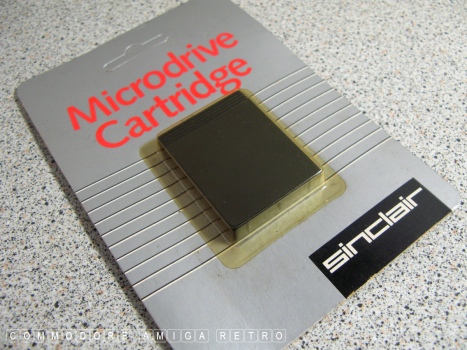 Microdrive
Cartridge
sinclair
COMMODORE AMIGA RETRO